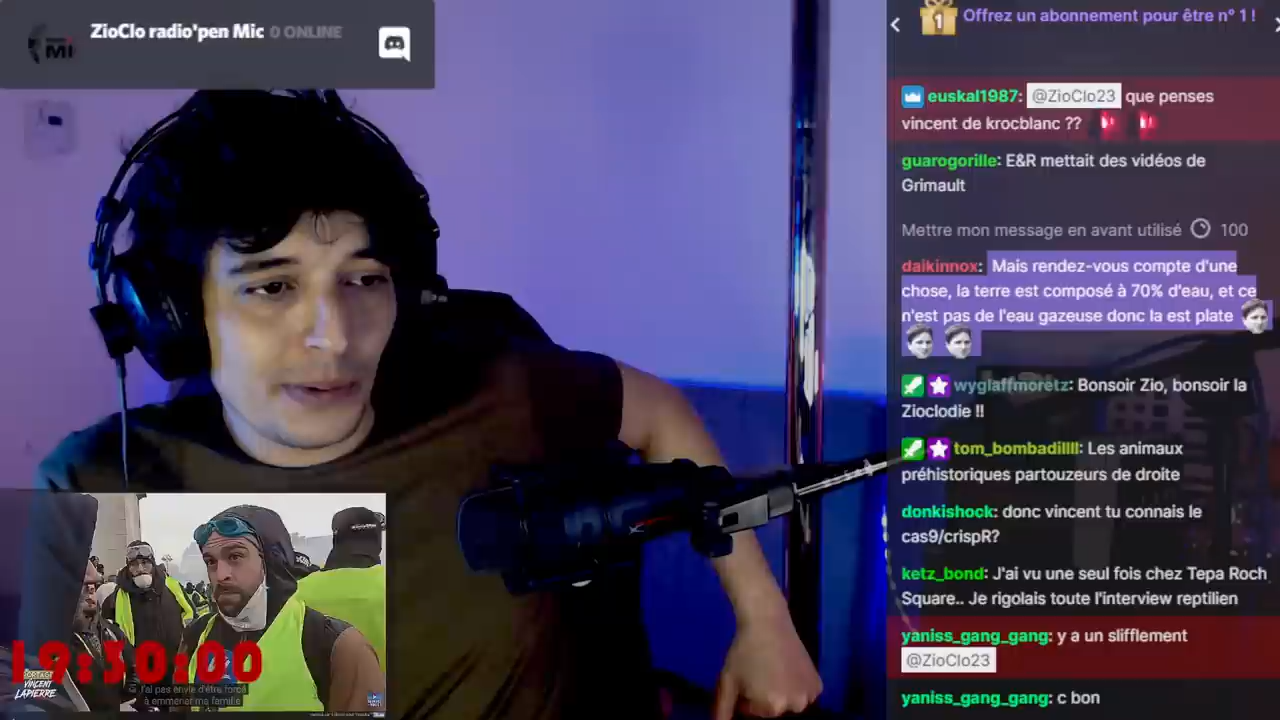 ZioClo radio'pen Mic 0 ONLINE
MI
1
Offrez un abonnement pour être n° 1 !
euskal1987: @ZioClo23 que penses
vincent de krocblanc ??
guarogorille: E&R mettait des vidéos de
Grimault
Mettre mon message en avant utilisé 100
daikinnox: Mais rendez-vous compte d'une
chose, la terre est composé à 70% d'eau, et ce
n'est pas de l'eau gazeuse donc la est plate
wyglaffmoretz: Bonsoir Zio, bonsoir la
Zioclodie !!
tom_bombadillll: Les animaux
préhistoriques partouzeurs de droite
donkishock: donc vincent tu connais le
cas9/crispR?
ketz_bond: J'ai vu une seul fois chez Tepa Roch
Square.. Je rigolais toute l'interview reptilien
yaniss_gang_gang: y a un slifflement
@ZioClo23
yaniss_gang_gang: c bon
19:30:00
VINCENT
LAPIERRE
J'ai pas envie d'être forcé
à emmener ma famille